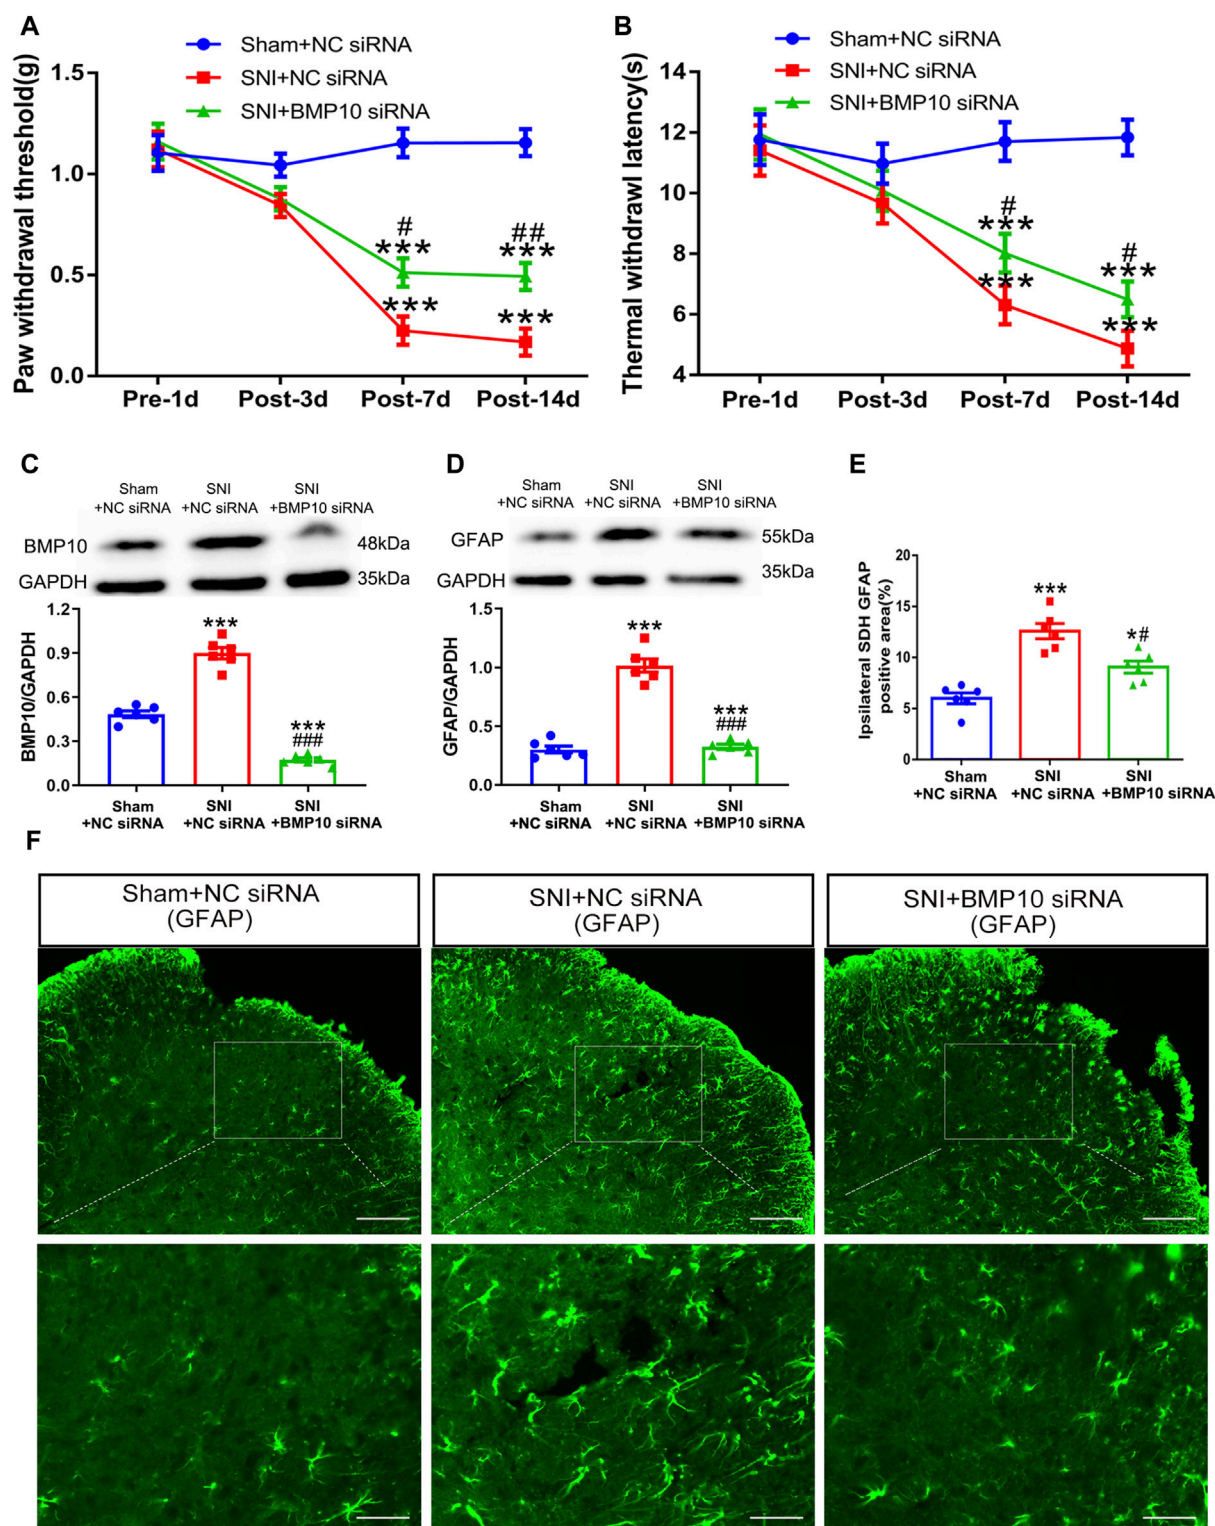 A
Sham+NC siRNA
SNI+NC siRNA
SNI+BMP10 siRNA
Paw withdrawal threshold(g)
1.5
1.0
0.5
0.0
#
***
##
***
***
***
Pre-1d Post-3d Post-7d Post-14d
B
Sham+NC siRNA
SNI+NC siRNA
SNI+BMP10 siRNA
Thermal withdrawl latency(s)
14
12
10
8
6
4
#
***
***
#
***
***
Pre-1d Post-3d Post-7d Post-14d
C
Sham
+NC siRNA
SNI
+NC siRNA
SNI
+BMP10 siRNA
BMP10
48kDa
GAPDH
35kDa
BMP10/GAPDH
1.2
0.9
0.6
0.3
0.0
***
***
###
Sham
+NC siRNA
SNI
+NC siRNA
SNI
+BMP10 siRNA
D
Sham
+NC siRNA
SNI
+NC siRNA
SNI
+BMP10 siRNA
GFAP
55kDa
GAPDH
35kDa
GFAP/GAPDH
1.5
1.0
0.5
0.0
***
***
###
Sham
+NC siRNA
SNI
+NC siRNA
SNI
+BMP10 siRNA
E
Ipsilateral SDH GFAP
positive area(%)
20
15
10
5
0
***
*#
Sham
+NC siRNA
SNI
+NC siRNA
SNI
+BMP10 siRNA
F
Sham+NC siRNA
(GFAP)
SNI+NC siRNA
(GFAP)
SNI+BMP10 siRNA
(GFAP)